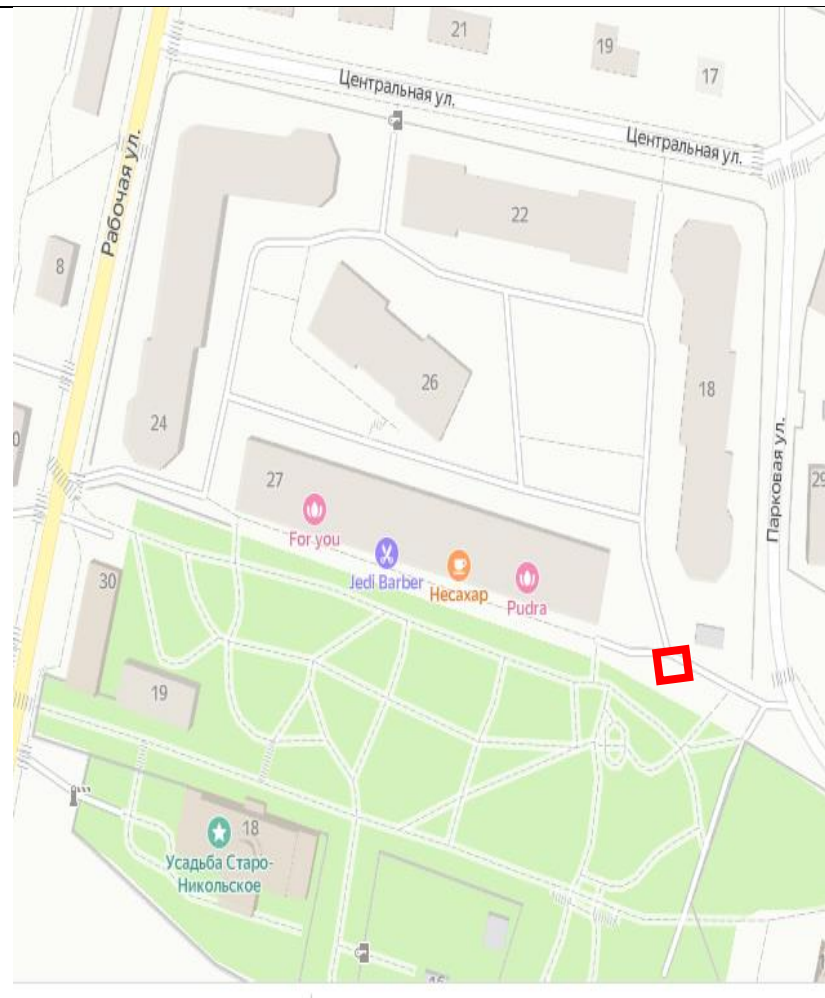 21
19
17
Центральная ул.
Центральная ул.
Рабочая ул.
22
8
26
18
24
Парковая ул.
27
29
For you
Jedi Barber
Несахар
Pudra
30
19
18
Усадьба Старо-
Никольское